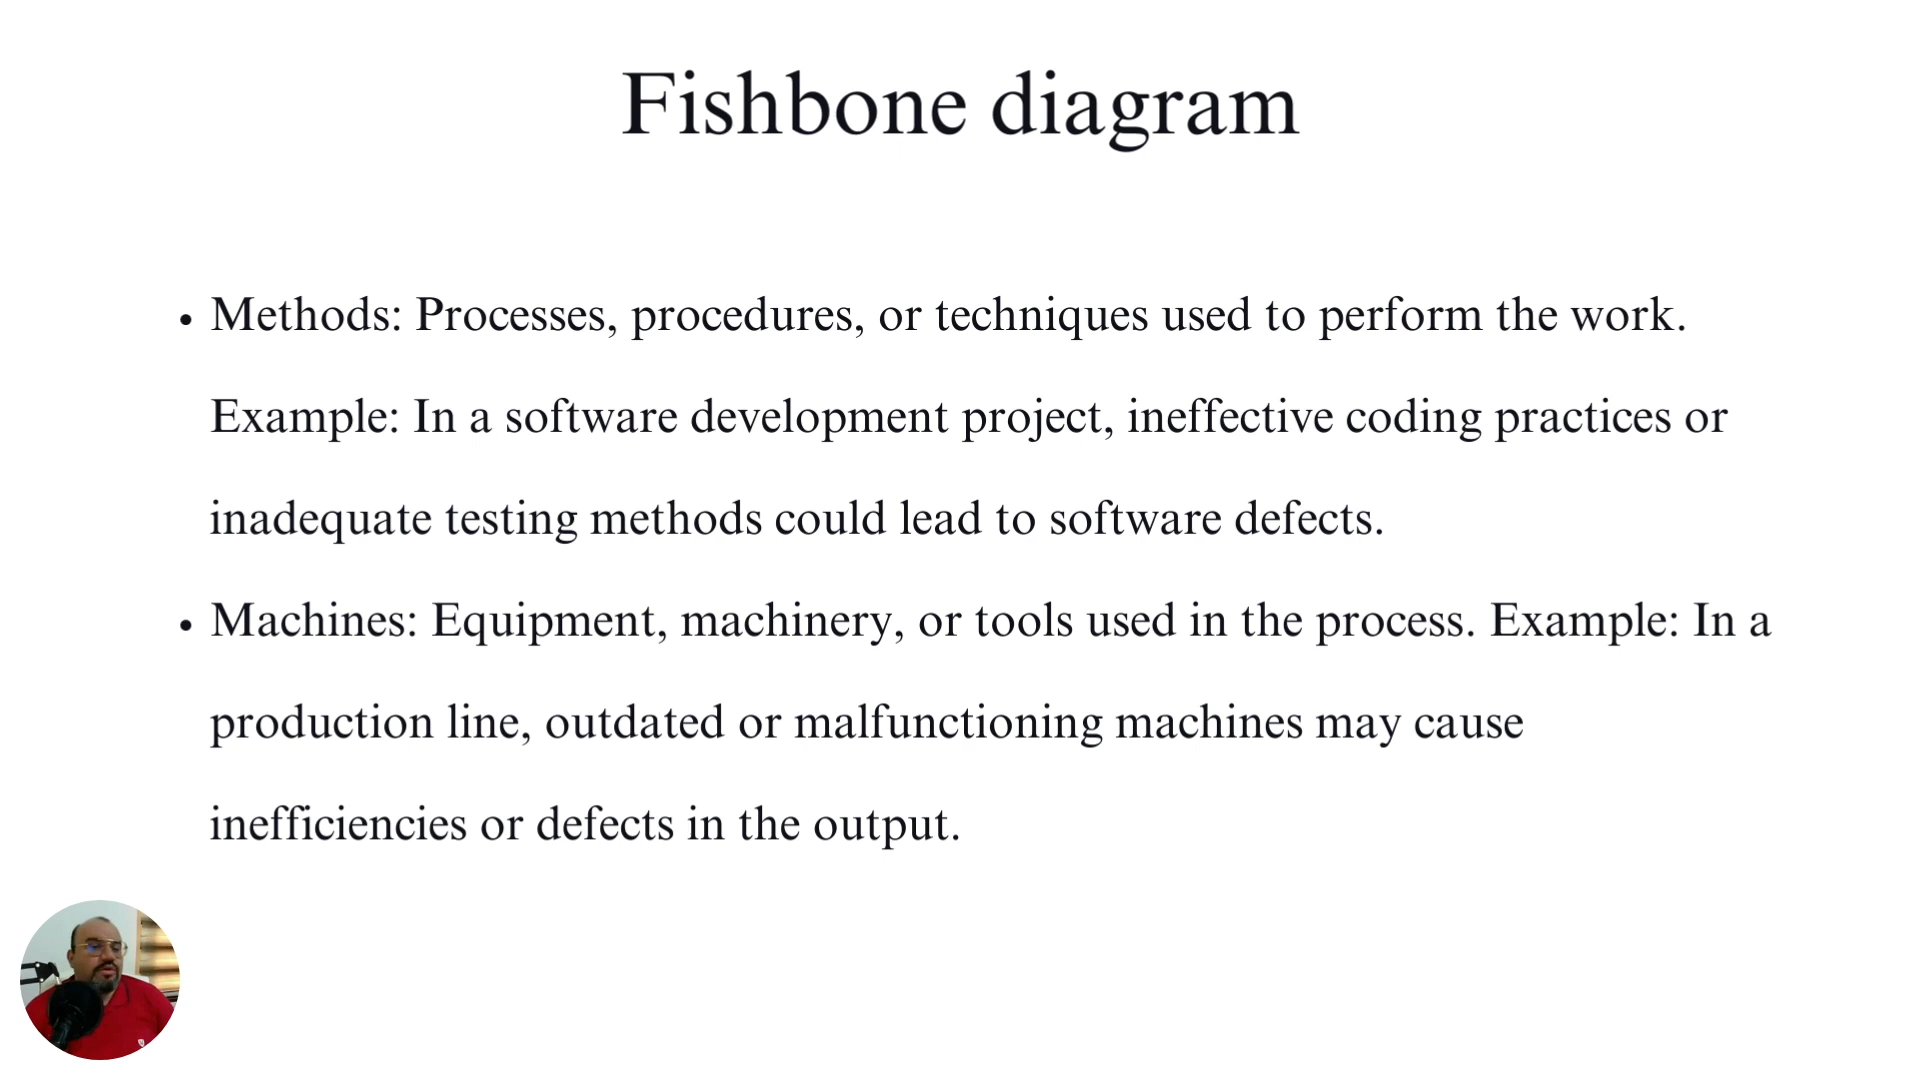 Fishbone diagram
• Methods: Processes, procedures, or techniques used to perform the work.
Example: In a software development project, ineffective coding practices or
inadequate testing methods could lead to software defects.
• Machines: Equipment, machinery, or tools used in the process. Example: In a
production line, outdated or malfunctioning machines may cause
inefficiencies or defects in the output.